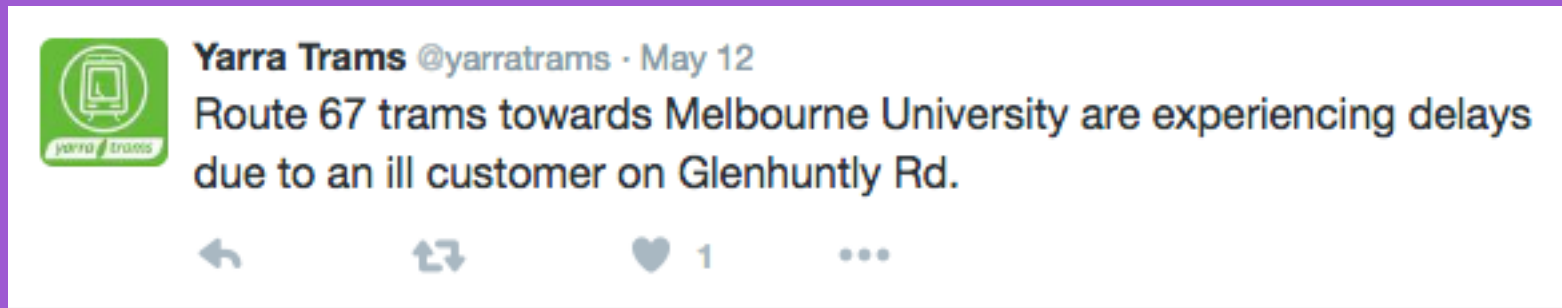 Yarra Trams @yarratrams · May 12
Route 67 trams towards Melbourne University are experiencing delays
due to an ill customer on Glenhuntly Rd.
yarra trams
1